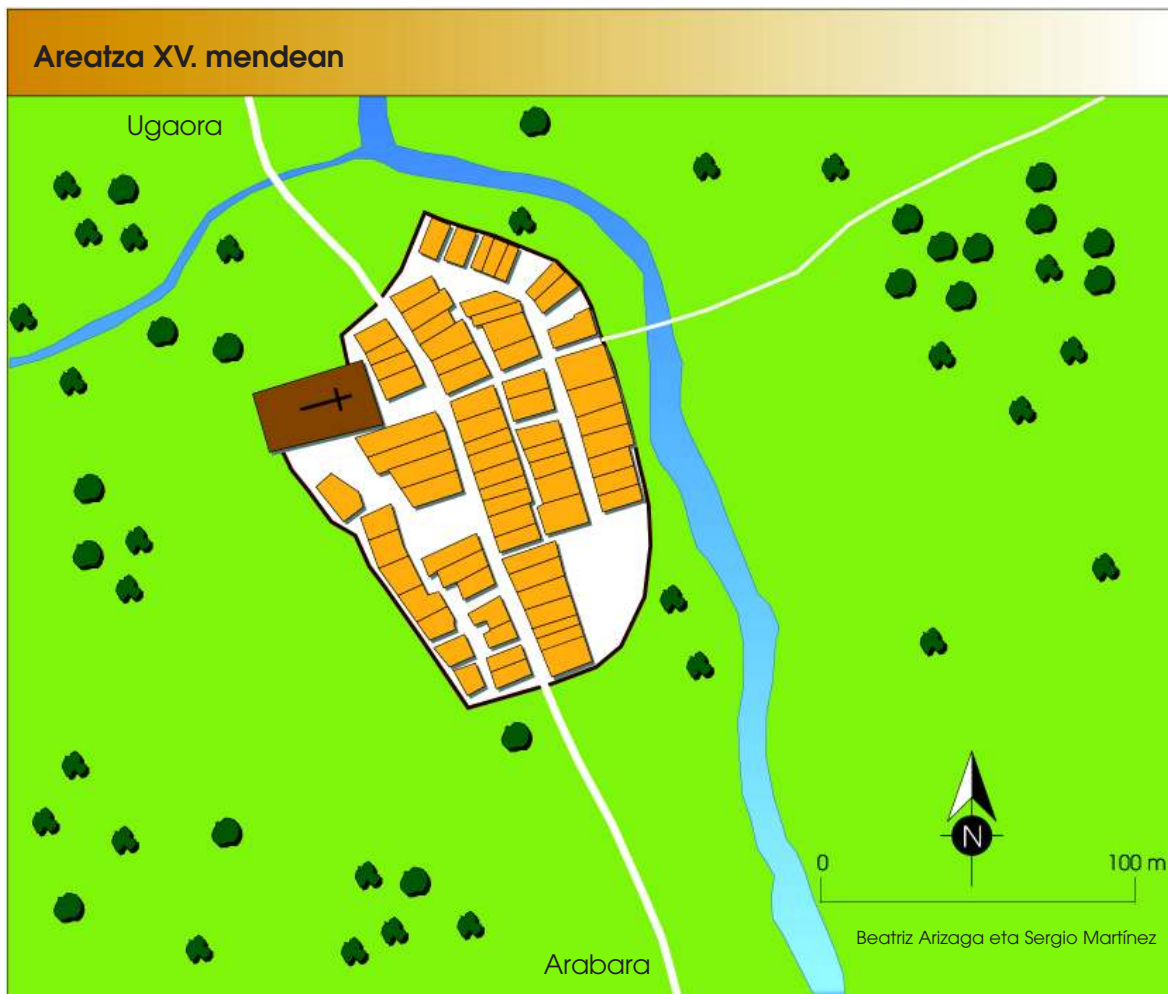 Areatza XV. mendean
Ugaora
N
0 100 m
Beatriz Arizaga eta Sergio Martínez
Arabara